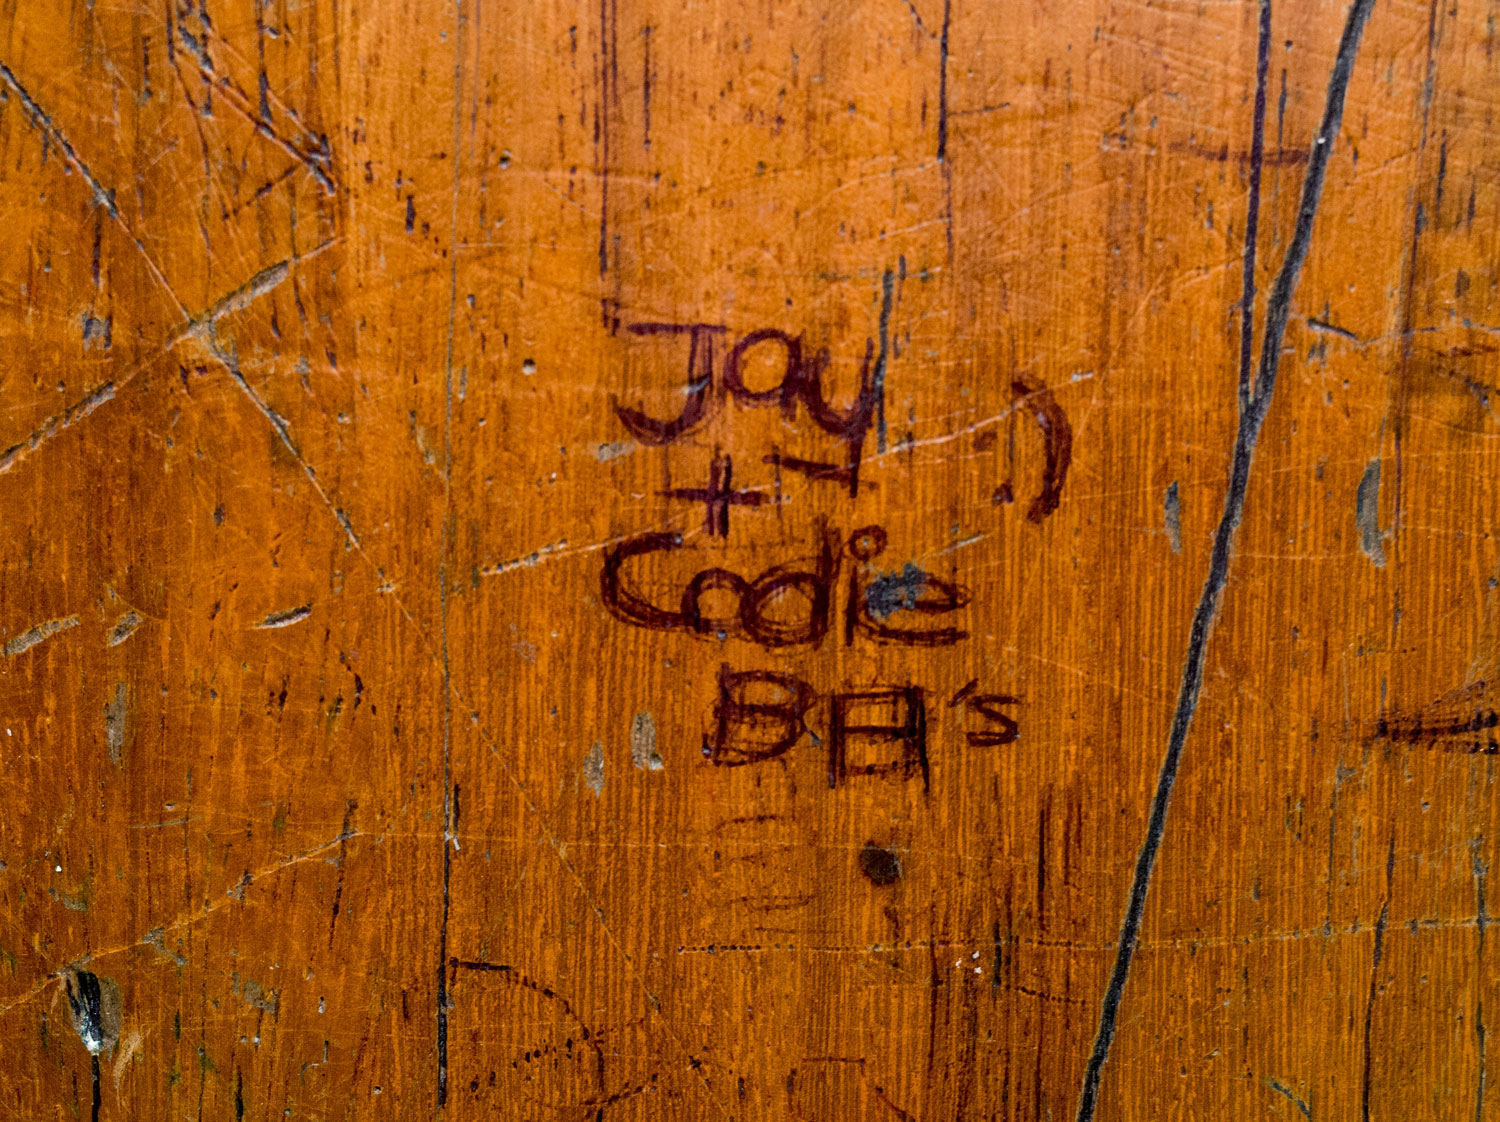 Jay :)
+
Codie
BFF's